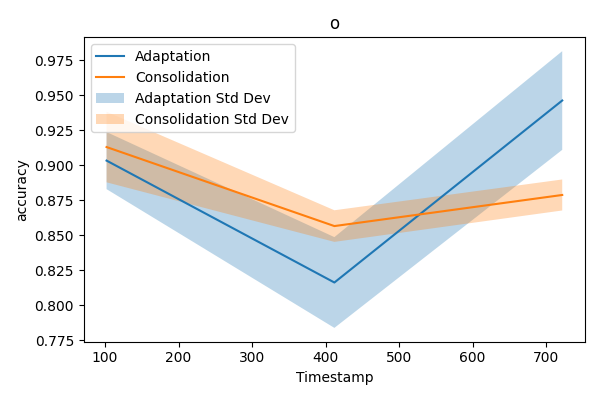 o
Adaptation
Consolidation
Adaptation Std Dev
Consolidation Std Dev
accuracy
0.975
0.950
0.925
0.900
0.875
0.850
0.825
0.800
0.775
100 200 300 400 500 600 700
Timestamp